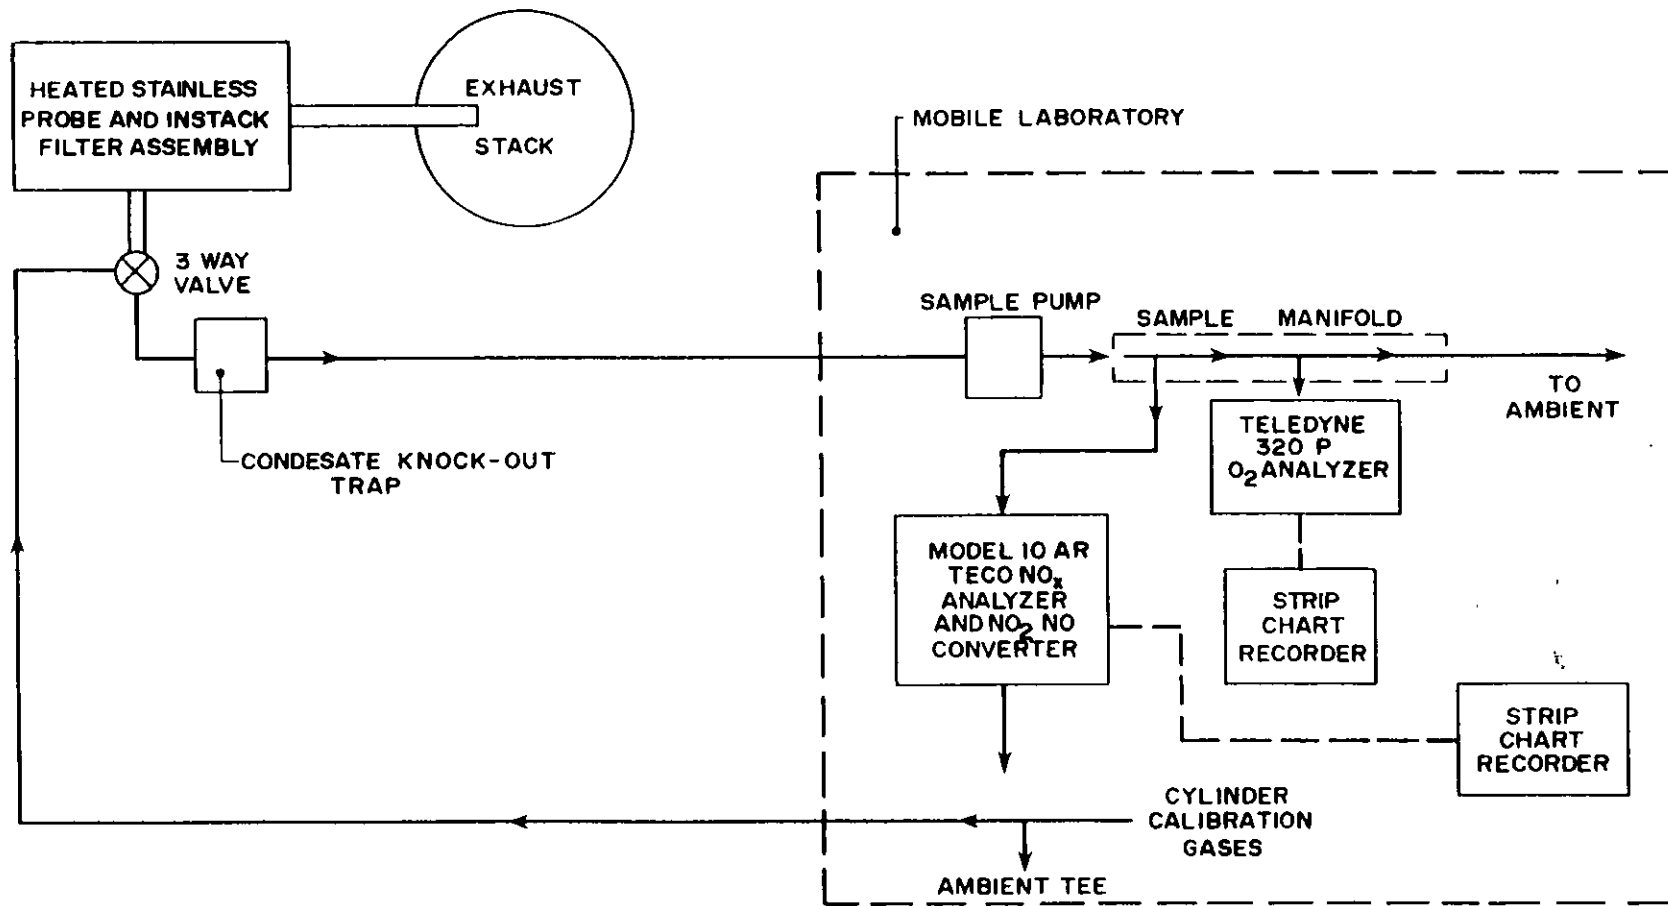 HEATED STAINLESS
PROBE AND INSTACK
FILTER ASSEMBLY
EXHAUST
STACK
3 WAY
VALVE
CONDESATE KNOCK-OUT
TRAP
MOBILE LABORATORY
SAMPLE PUMP
SAMPLE MANIFOLD
TO
AMBIENT
TELEDYNE
320 P
O2 ANALYZER
MODEL 10 AR
TECO NOx
ANALYZER
AND NO2 NO
CONVERTER
STRIP
CHART
RECORDER
STRIP
CHART
RECORDER
CYLINDER
CALIBRATION
GASES
AMBIENT TEE